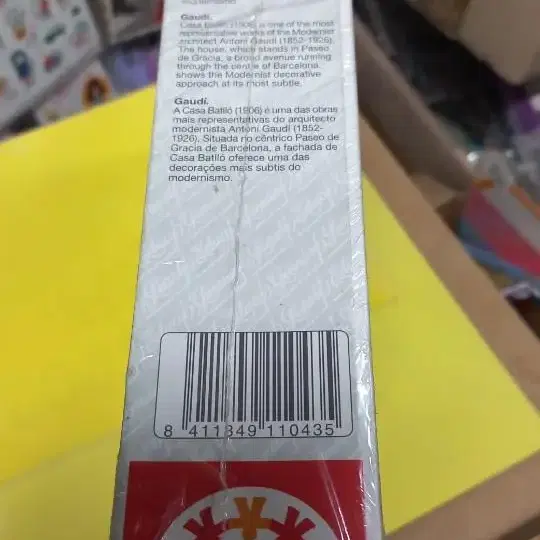 Gaudí.
Casa Batlló (1906) is one of the most
representative works of the Modernist
architect Antoni Gaudí (1852-1926).
The house, which stands in Paseo
de Gracia, a broad avenue running
through the centre of Barcelona,
shows the Modernist decorative
approach at its most subtle.
Gaudí.
A Casa Batlló (1906) é uma das obras
mais representativas do arquitecto
modernista Antoni Gaudí (1852-
1926). Situada no cêntrico Paseo de
Gracia de Barcelona, a fachada de
Casa Batlló oferece uma das
decorações mais subtis do
modernismo.
8 411849 110435